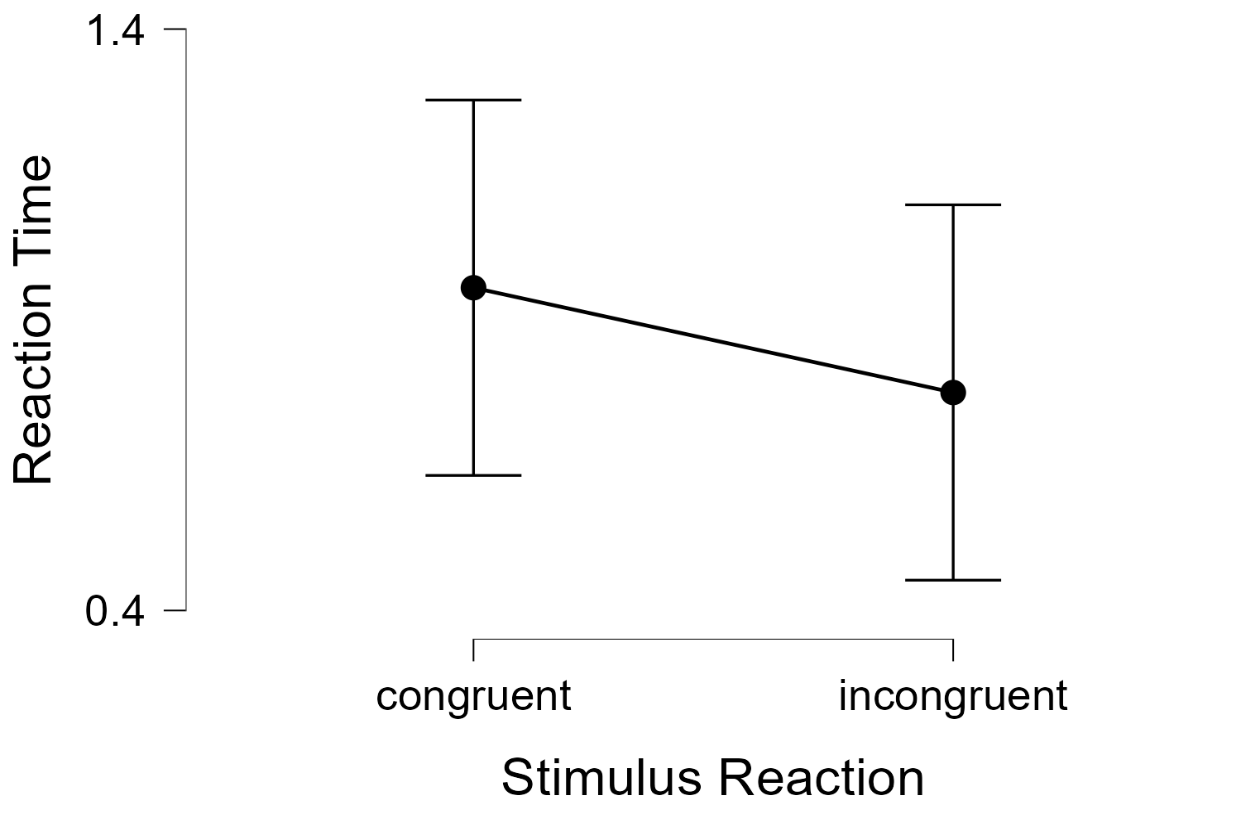 1.4
Reaction Time
0.4
congruent incongruent
Stimulus Reaction